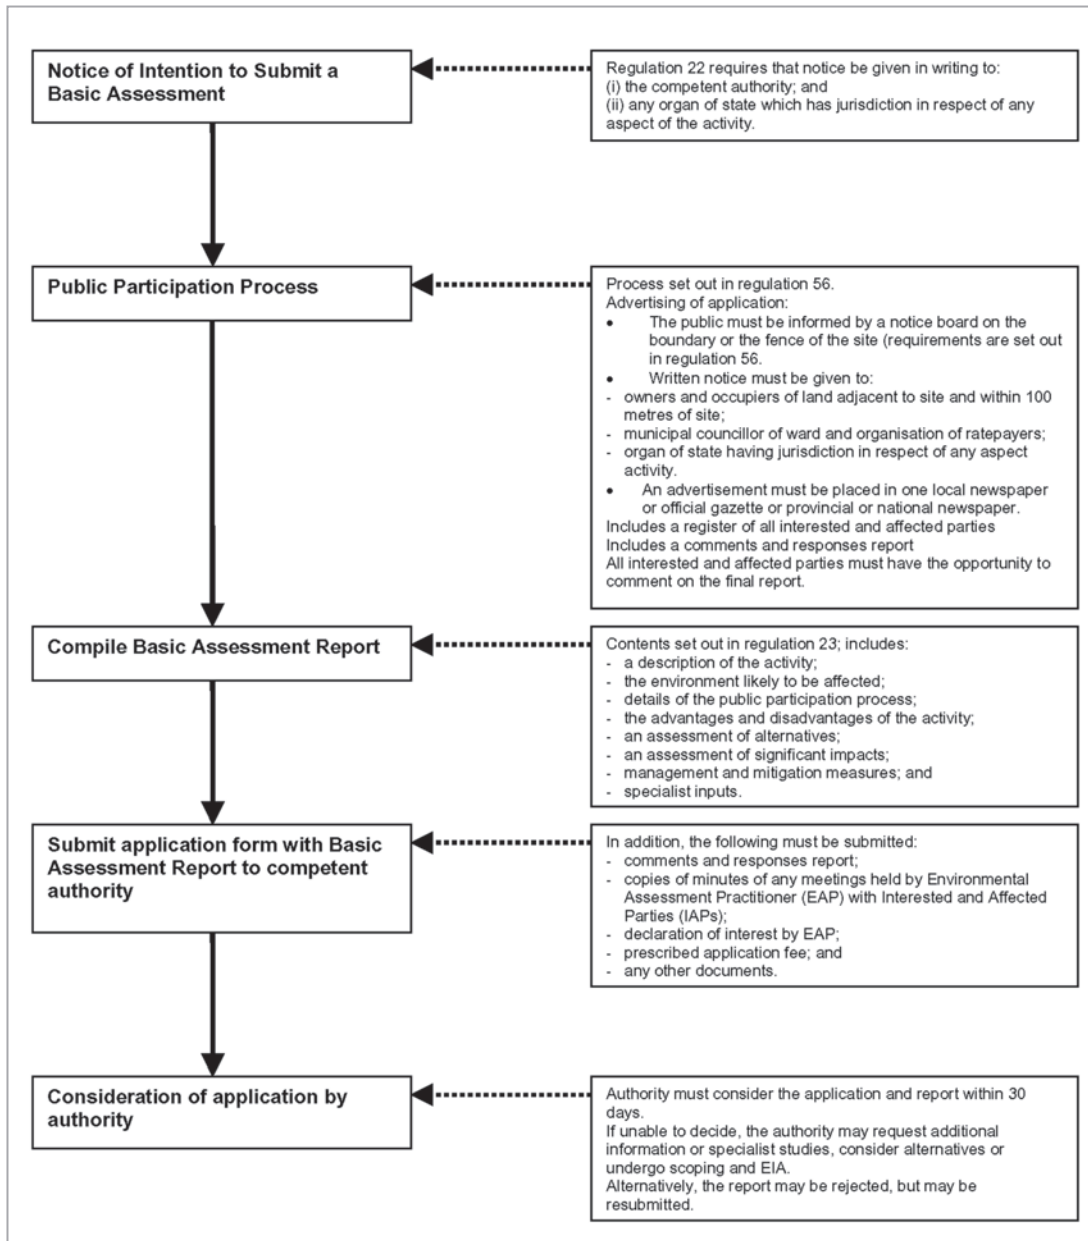 Notice of Intention to Submit a
Basic Assessment
Regulation 22 requires that notice be given in writing to:
(i) the competent authority; and
(ii) any organ of state which has jurisdiction in respect of any
aspect of the activity.
Public Participation Process
Process set out in regulation 56.
Advertising of application:
• The public must be informed by a notice board on the
boundary or the fence of the site (requirements are set out
in regulation 56.
• Written notice must be given to:
- owners and occupiers of land adjacent to site and within 100
metres of site;
- municipal councillor of ward and organisation of ratepayers;
- organ of state having jurisdiction in respect of any aspect
activity.
• An advertisement must be placed in one local newspaper
or official gazette or provincial or national newspaper.
Includes a register of all interested and affected parties
Includes a comments and responses report
All interested and affected parties must have the opportunity to
comment on the final report.
Compile Basic Assessment Report
Contents set out in regulation 23; includes:
- a description of the activity;
- the environment likely to be affected;
- details of the public participation process;
- the advantages and disadvantages of the activity;
- an assessment of alternatives;
- an assessment of significant impacts;
- management and mitigation measures; and
- specialist inputs.
Submit application form with Basic
Assessment Report to competent
authority
In addition, the following must be submitted:
- comments and responses report;
- copies of minutes of any meetings held by Environmental
Assessment Practitioner (EAP) with Interested and Affected
Parties (IAPs);
- declaration of interest by EAP;
- prescribed application fee; and
- any other documents.
Consideration of application by
authority
Authority must consider the application and report within 30
days.
If unable to decide, the authority may request additional
information or specialist studies, consider alternatives or
undergo scoping and EIA.
Alternatively, the report may be rejected, but may be
resubmitted.